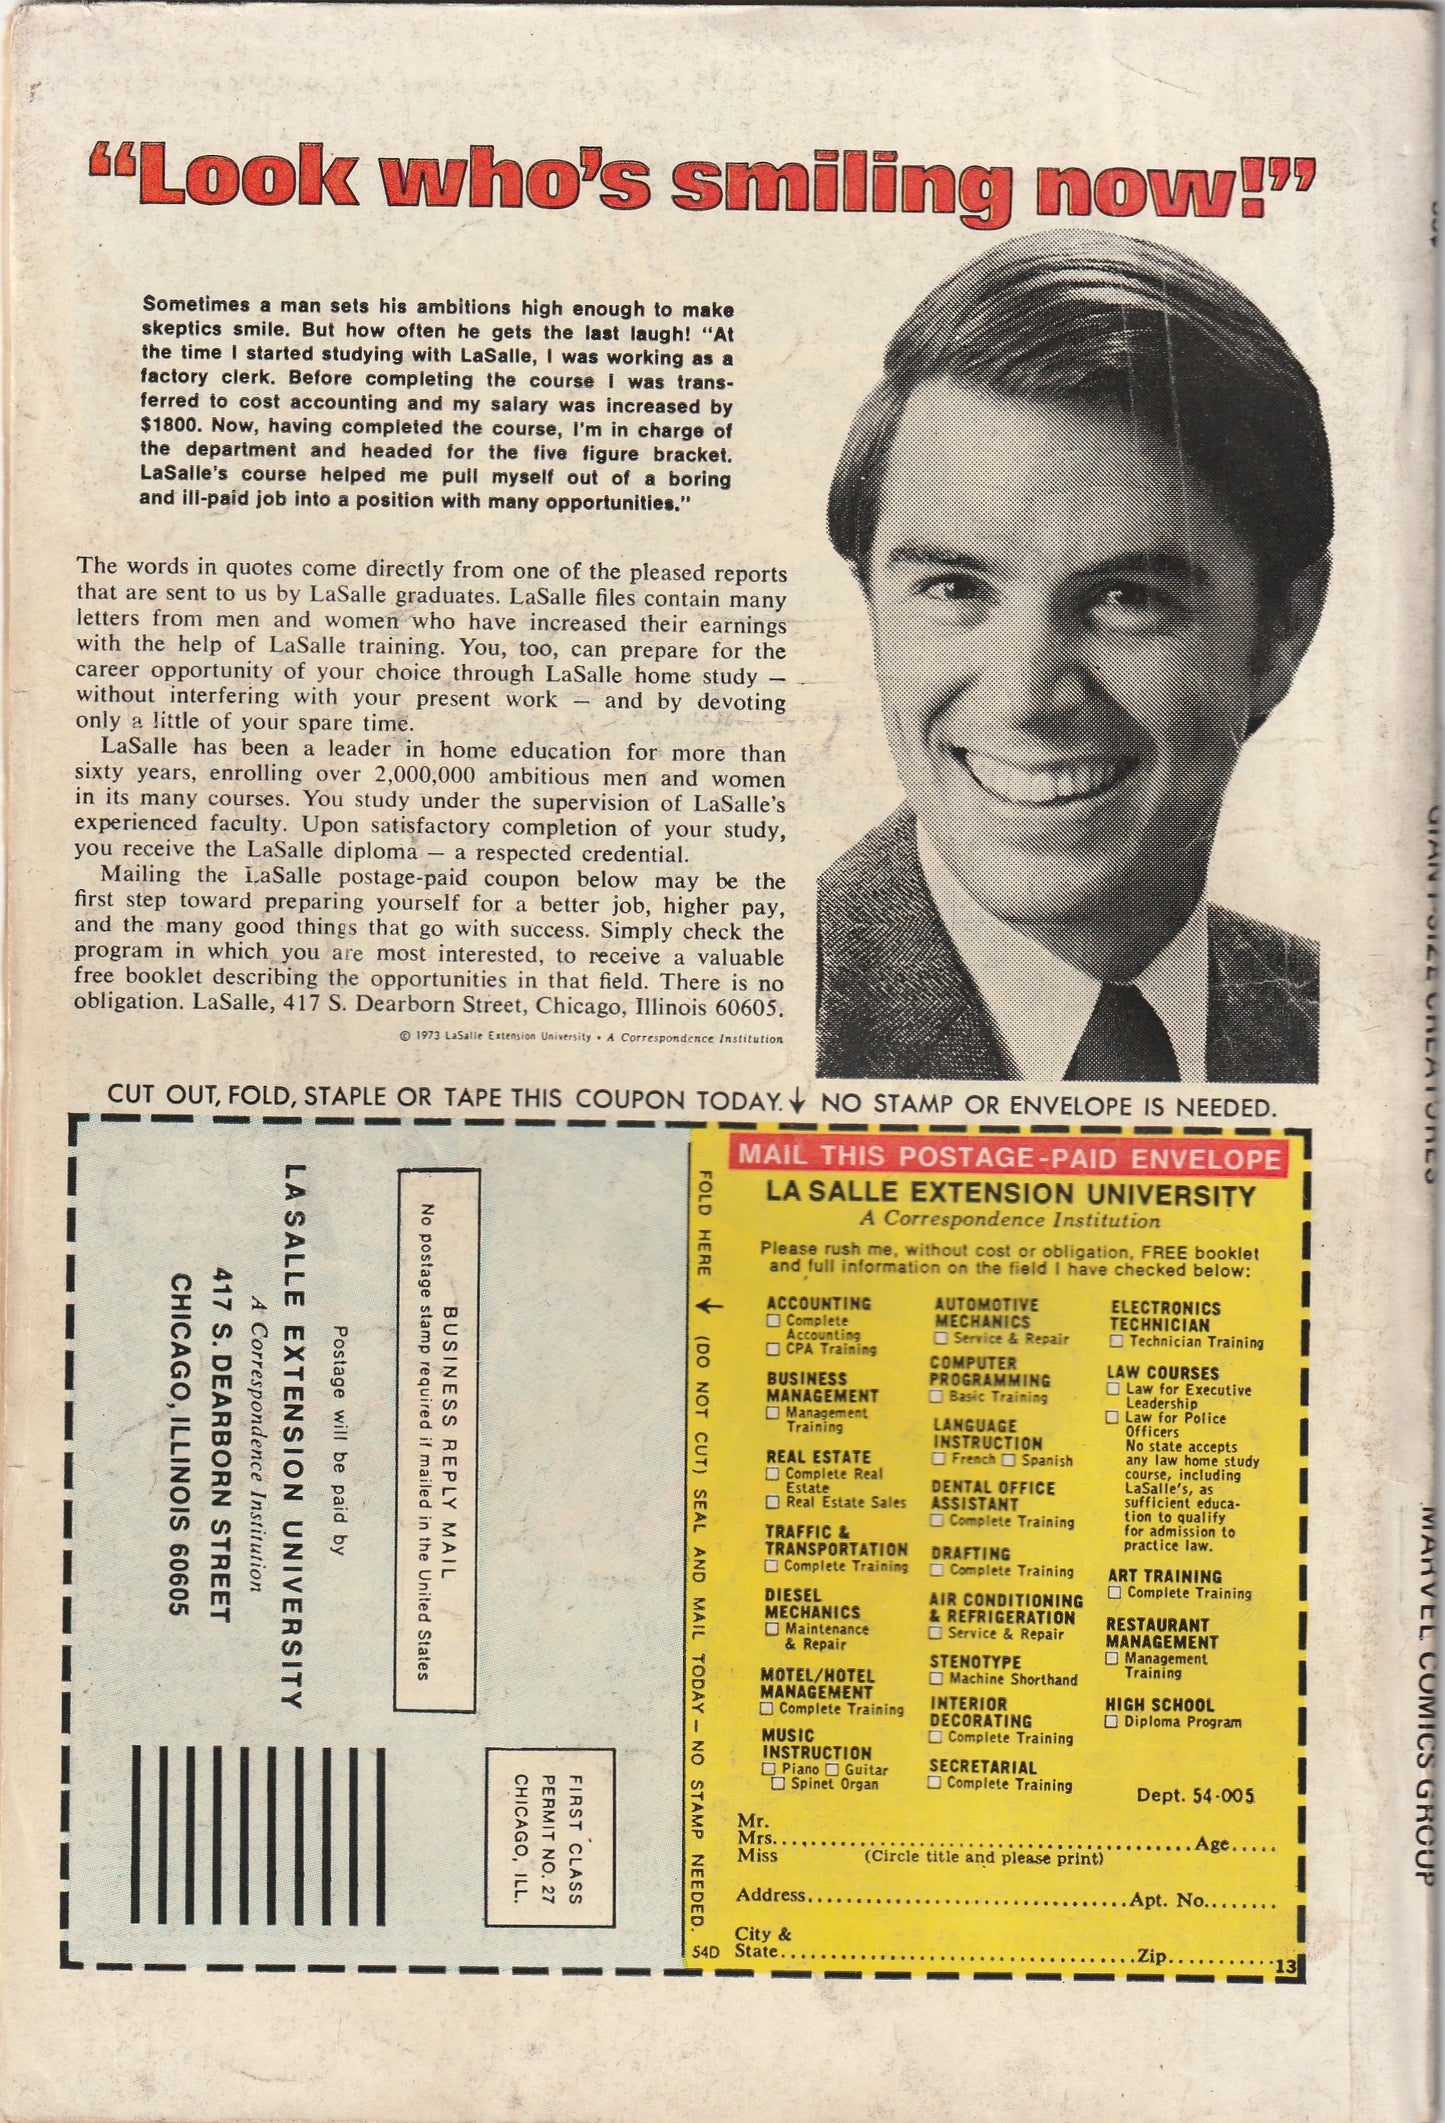 “Look who’s smiling now!”
Sometimes a man sets his ambitions high enough to make
skeptics smile. But how often he gets the last laugh! “At
the time I started studying with LaSalle, I was working as a
factory clerk. Before completing the course I was trans-
ferred to cost accounting and my salary was increased by
$1800. Now, having completed the course, I’m in charge of
the department and headed for the five figure bracket.
LaSalle’s course helped me pull myself out of a boring
and ill-paid job into a position with many opportunities.”
The words in quotes come directly from one of the pleased reports
that are sent to us by LaSalle graduates. LaSalle files contain many
letters from men and women who have increased their earnings
with the help of LaSalle training. You, too, can prepare for the
career opportunity of your choice through LaSalle home study —
without interfering with your present work — and by devoting
only a little of your spare time.
LaSalle has been a leader in home education for more than
sixty years, enrolling over 2,000,000 ambitious men and women
in its many courses. You study under the supervision of LaSalle’s
experienced faculty. Upon satisfactory completion of your study,
you receive the LaSalle diploma — a respected credential.
Mailing the LaSalle postage-paid coupon below may be the
first step toward preparing yourself for a better job, higher pay,
and the many good things that go with success. Simply check the
program in which you are most interested, to receive a valuable
free booklet describing the opportunities in that field. There is no
obligation. LaSalle, 417 S. Dearborn Street, Chicago, Illinois 60605.
© 1973 LaSalle Extension University • A Correspondence Institution
CUT OUT, FOLD, STAPLE OR TAPE THIS COUPON TODAY.↓ NO STAMP OR ENVELOPE IS NEEDED.
FIRST CLASS
PERMIT NO. 27
CHICAGO, ILL.
BUSINESS REPLY MAIL
No postage stamp required if mailed in the United States
Postage will be paid by
LA SALLE EXTENSION UNIVERSITY
A Correspondence Institution
417 S. DEARBORN STREET
CHICAGO, ILLINOIS 60605
FOLD HERE ↓ (DO NOT CUT) SEAL AND MAIL TODAY — NO STAMP NEEDED.
54D
MAIL THIS POSTAGE-PAID ENVELOPE
LA SALLE EXTENSION UNIVERSITY
A Correspondence Institution
Please rush me, without cost or obligation, FREE booklet
and full information on the field I have checked below:
ACCOUNTING
☐ Complete
Accounting
☐ CPA Training
BUSINESS
MANAGEMENT
☐ Management
Training
REAL ESTATE
☐ Complete Real
Estate
☐ Real Estate Sales
TRAFFIC &
TRANSPORTATION
☐ Complete Training
DIESEL
MECHANICS
☐ Maintenance
& Repair
MOTEL/HOTEL
MANAGEMENT
☐ Complete Training
MUSIC
INSTRUCTION
☐ Piano ☐ Guitar
☐ Spinet Organ
AUTOMOTIVE
MECHANICS
☐ Service & Repair
COMPUTER
PROGRAMMING
☐ Basic Training
LANGUAGE
INSTRUCTION
☐ French ☐ Spanish
DENTAL OFFICE
ASSISTANT
☐ Complete Training
DRAFTING
☐ Complete Training
AIR CONDITIONING
& REFRIGERATION
☐ Service & Repair
STENOTYPE
☐ Machine Shorthand
INTERIOR
DECORATING
☐ Complete Training
SECRETARIAL
☐ Complete Training
ELECTRONICS
TECHNICIAN
☐ Technician Training
LAW COURSES
☐ Law for Executive
Leadership
☐ Law for Police
Officers
No state accepts
any law home study
course, including
LaSalle’s, as
sufficient educa-
tion to qualify
for admission to
practice law.
ART TRAINING
☐ Complete Training
RESTAURANT
MANAGEMENT
☐ Management
Training
HIGH SCHOOL
☐ Diploma Program
Dept. 54-005
Mr.
Mrs.......................................................Age.....
Miss (Circle title and please print)
Address..............................Apt. No........
City &
State.................................Zip..........
13
GIANT-SIZE CREATURES
MARVEL COMICS GROUP